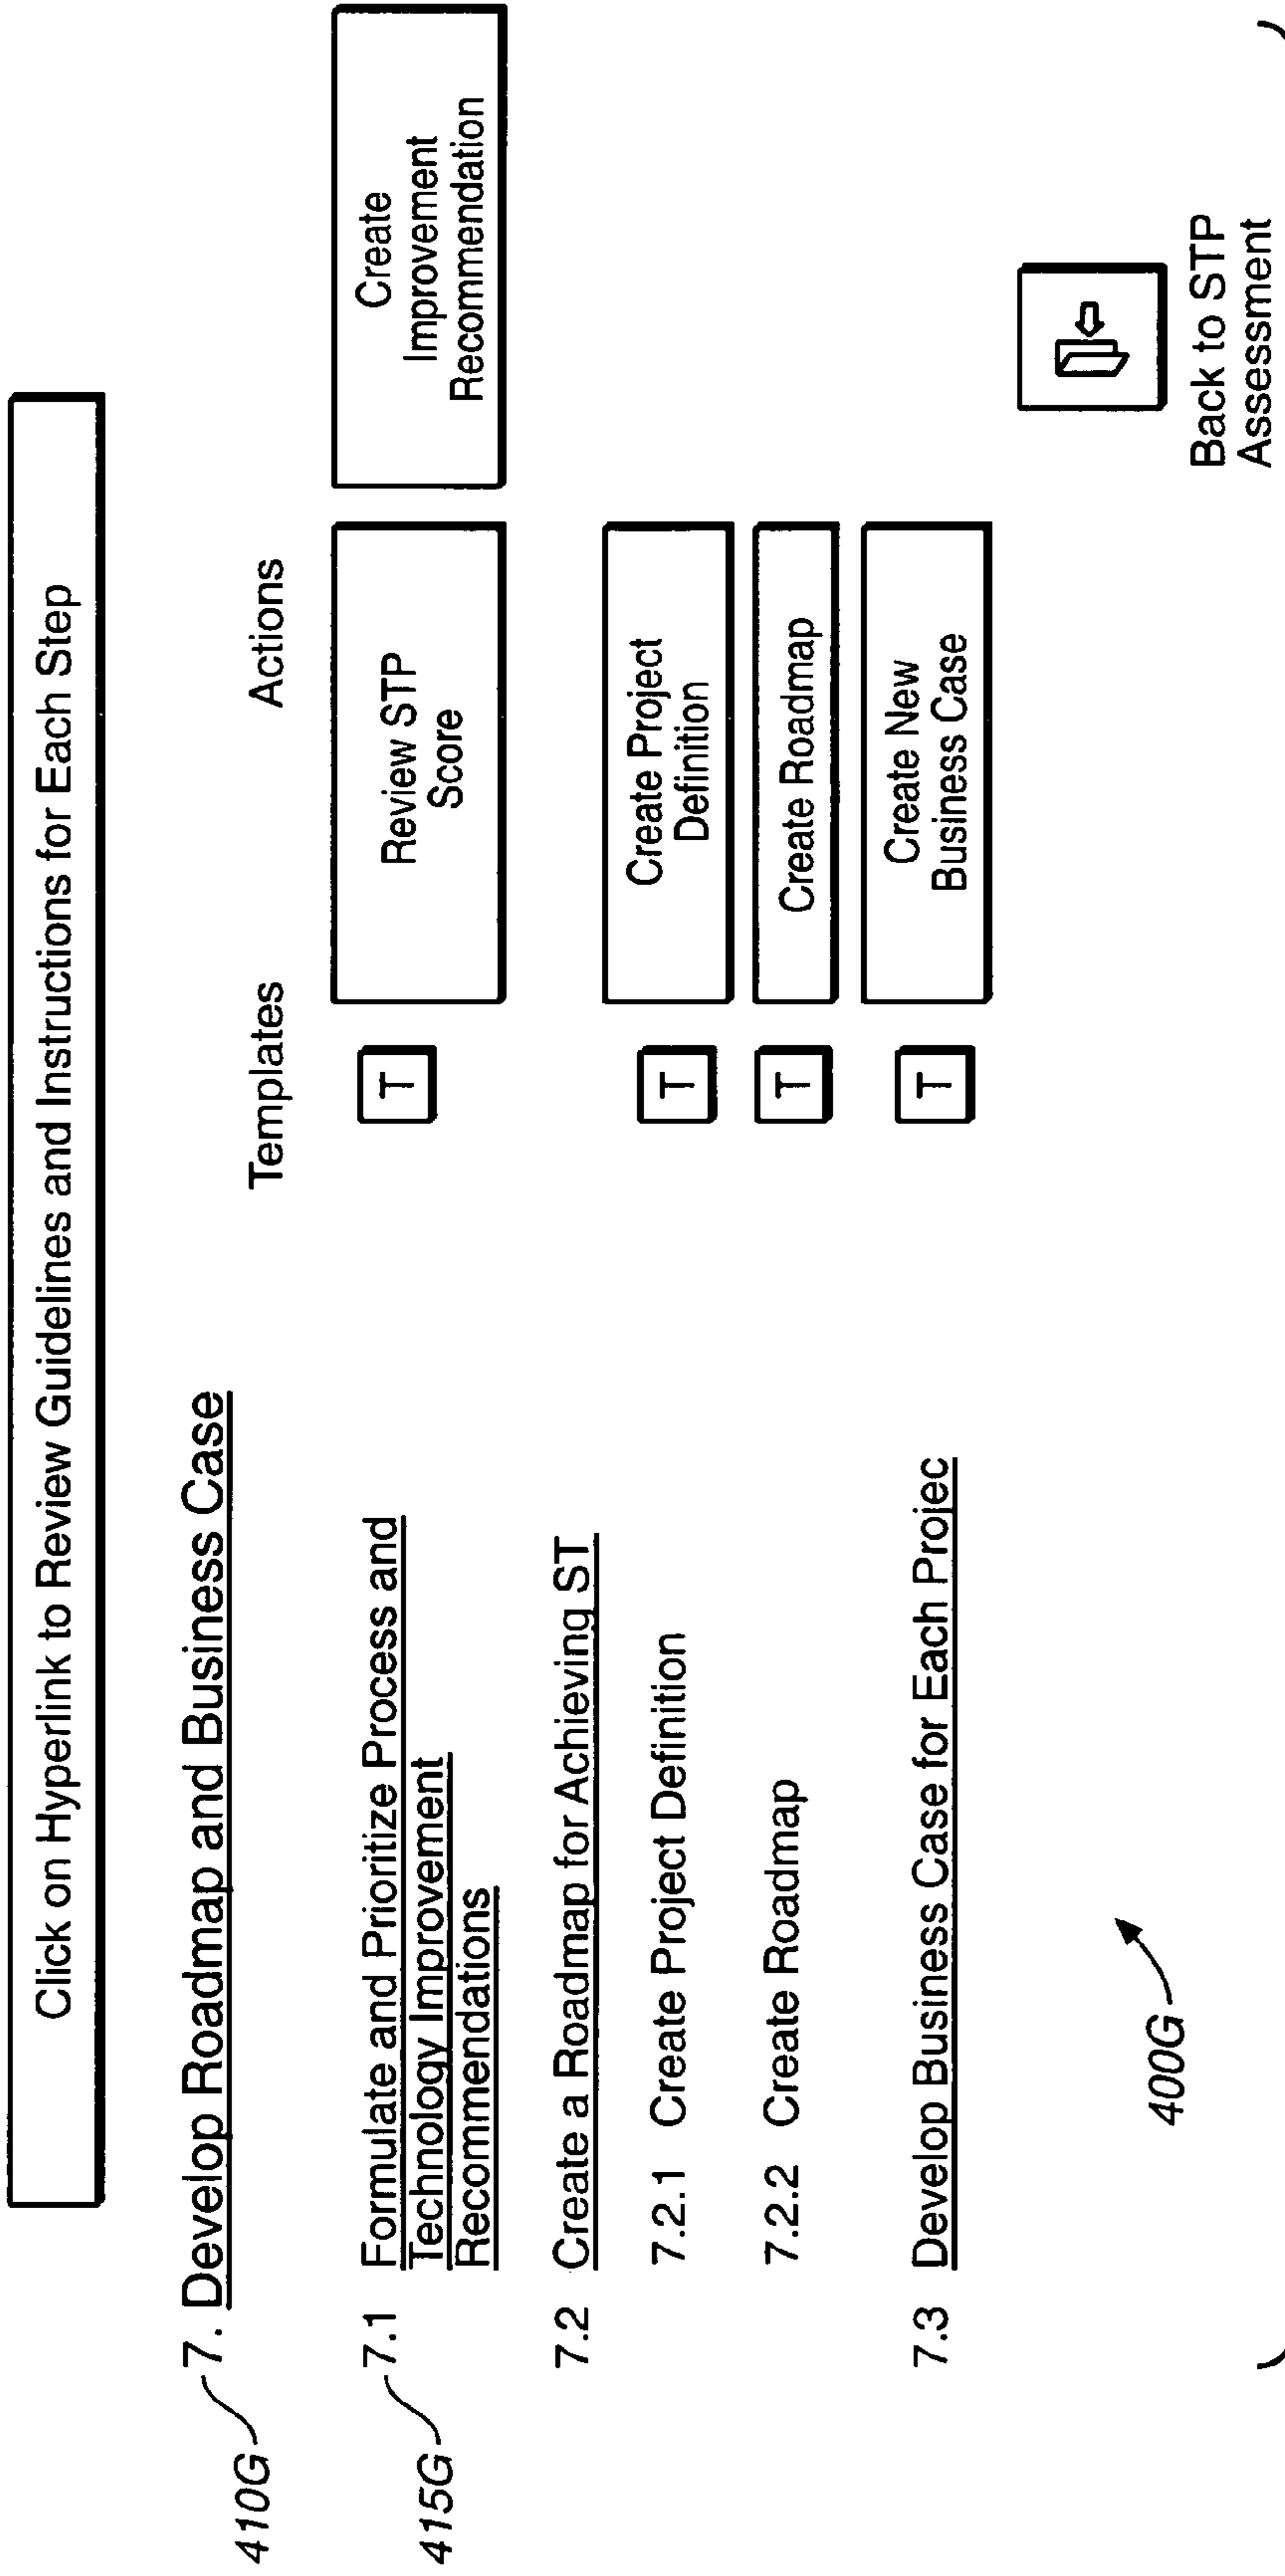 Click on Hyperlink to Review Guidelines and Instructions for Each Step
410G
7. Develop Roadmap and Business Case
Templates
Actions
415G
7.1 Formulate and Prioritize Process and
Technology Improvement
Recommendations
T
Review STP
Score
Create
Improvement
Recommendation
7.2 Create a Roadmap for Achieving ST
7.2.1 Create Project Definition
T
Create Project
Definition
7.2.2 Create Roadmap
T
Create Roadmap
7.3 Develop Business Case for Each Projec
T
Create New
Business Case
400G
Back to STP
Assessment